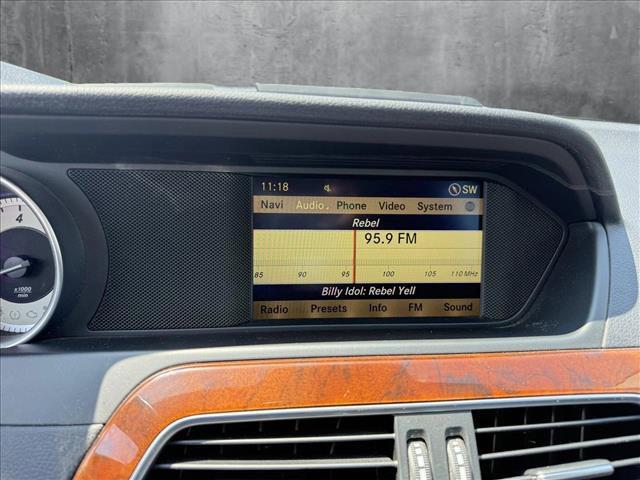 11:18 SW
Navi Audio Phone Video System
Rebel
95.9 FM
85 90 95 100 105 110 MHz
Billy Idol: Rebel Yell
Radio Presets Info FM Sound
4
x1000
min